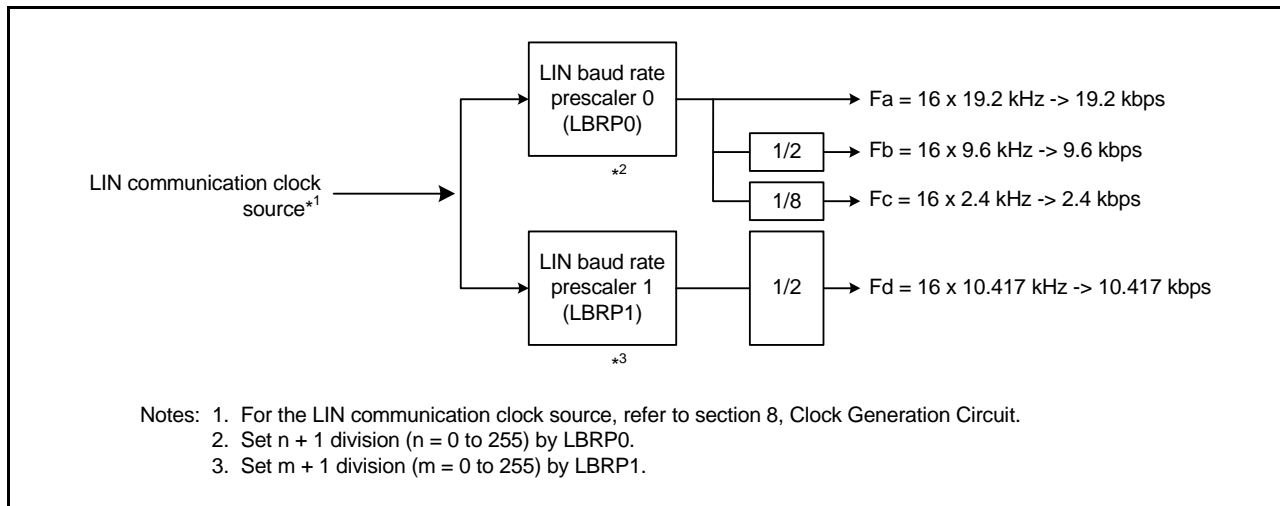 LIN communication clock
source*1
LIN baud rate
prescaler 0
(LBRP0)
*2
Fa = 16 x 19.2 kHz -> 19.2 kbps
1/2
Fb = 16 x 9.6 kHz -> 9.6 kbps
1/8
Fc = 16 x 2.4 kHz -> 2.4 kbps
LIN baud rate
prescaler 1
(LBRP1)
*3
1/2
Fd = 16 x 10.417 kHz -> 10.417 kbps
Notes: 1. For the LIN communication clock source, refer to section 8, Clock Generation Circuit.
2. Set n + 1 division (n = 0 to 255) by LBRP0.
3. Set m + 1 division (m = 0 to 255) by LBRP1.